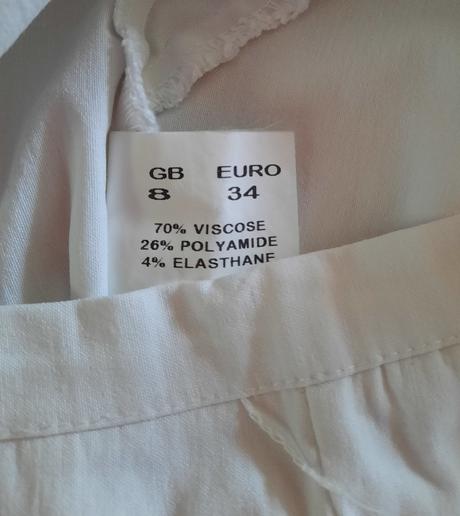 GB EURO
8 34
70% VISCOSE
26% POLYAMIDE
4% ELASTHANE